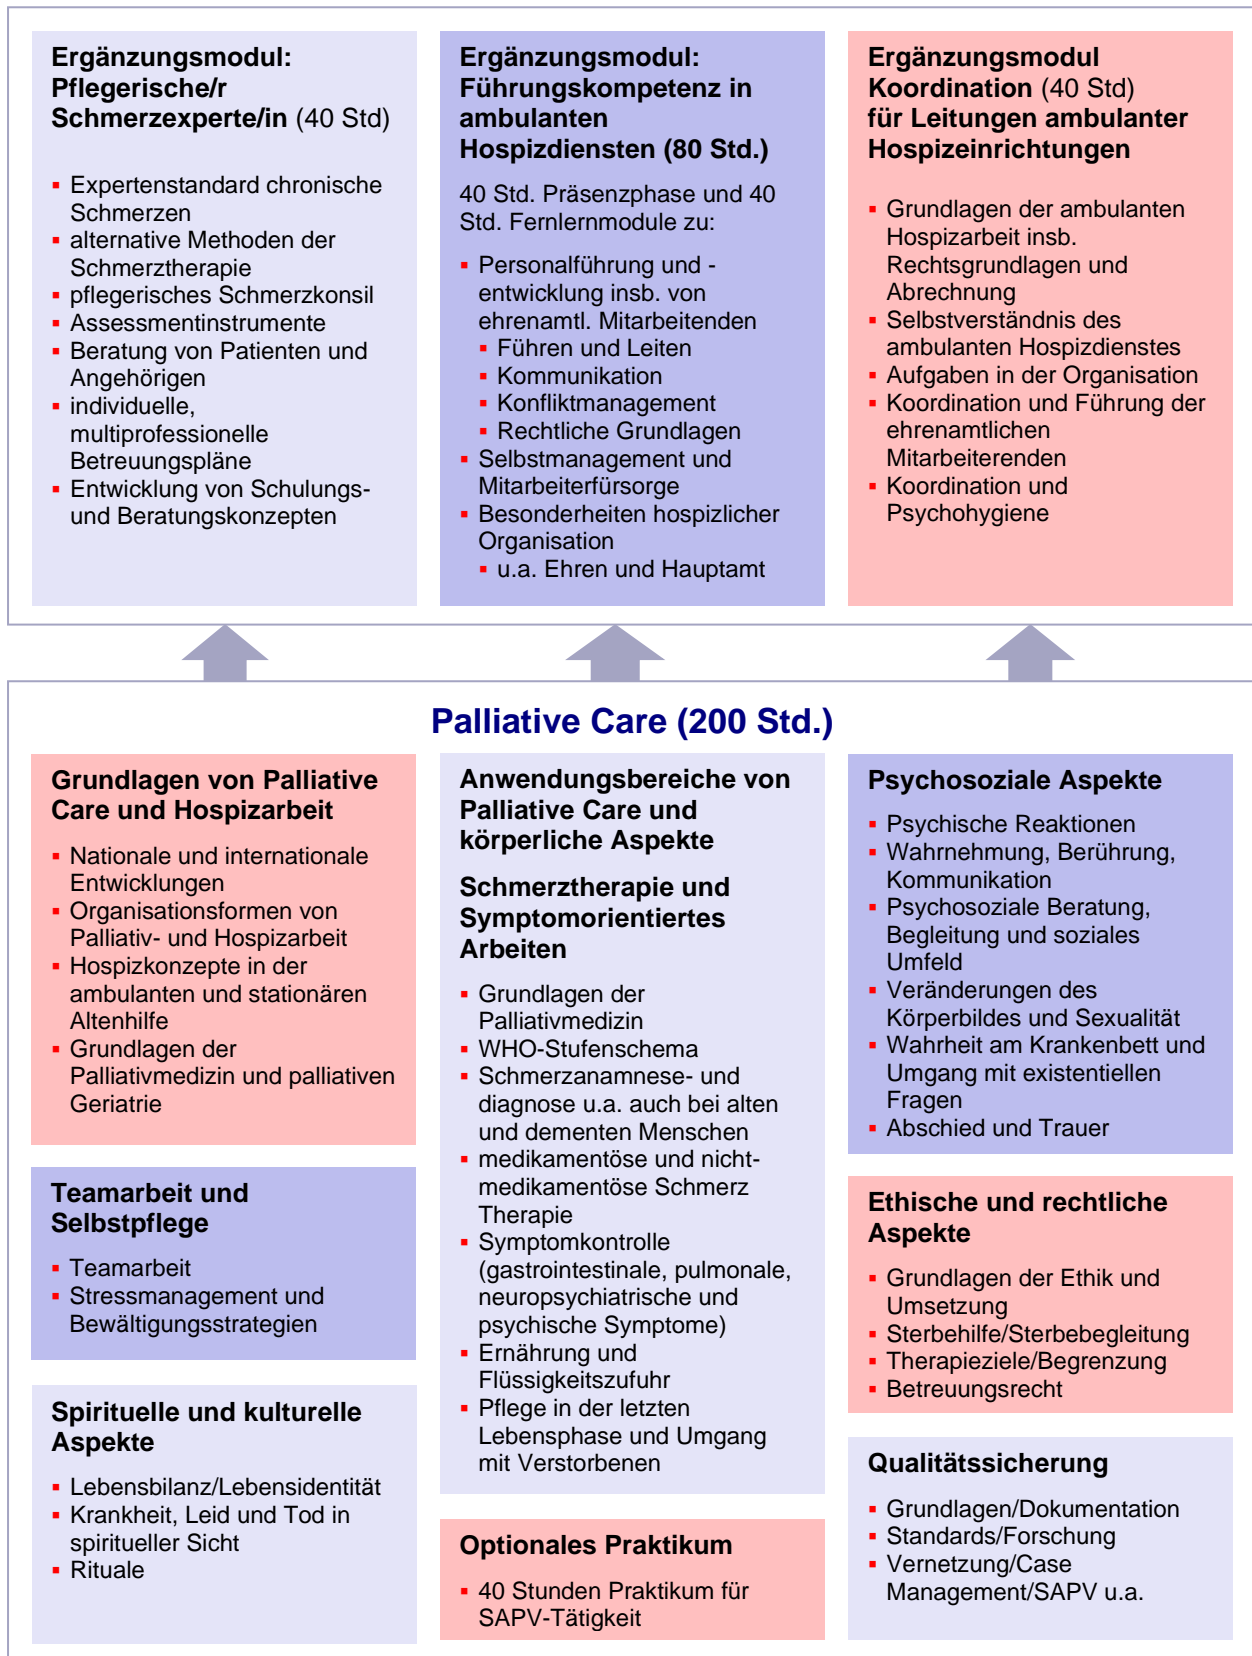 Ergänzungsmodul:
Pflegerische/r
Schmerzexperte/in (40 Std)
▪ Expertenstandard chronische
Schmerzen
▪ alternative Methoden der
Schmerztherapie
▪ pflegerisches Schmerzkonsil
▪ Assessmentinstrumente
▪ Beratung von Patienten und
Angehörigen
▪ individuelle,
multiprofessionelle
Betreuungspläne
▪ Entwicklung von Schulungs-
und Beratungskonzepten
Ergänzungsmodul:
Führungskompetenz in
ambulanten
Hospizdiensten (80 Std.)
40 Std. Präsenzphase und 40
Std. Fernlernmodule zu:
▪ Personalführung und -
entwicklung insb. von
ehrenamtl. Mitarbeitenden
▪ Führen und Leiten
▪ Kommunikation
▪ Konfliktmanagement
▪ Rechtliche Grundlagen
▪ Selbstmanagement und
Mitarbeiterfürsorge
▪ Besonderheiten hospizlicher
Organisation
▪ u.a. Ehren und Hauptamt
Ergänzungsmodul
Koordination (40 Std)
für Leitungen ambulanter
Hospizeinrichtungen
▪ Grundlagen der ambulanten
Hospizarbeit insb.
Rechtsgrundlagen und
Abrechnung
▪ Selbstverständnis des
ambulanten Hospizdienstes
▪ Aufgaben in der Organisation
▪ Koordination und Führung der
ehrenamtlichen
Mitarbeiterenden
▪ Koordination und
Psychohygiene
Palliative Care (200 Std.)
Grundlagen von Palliative
Care und Hospizarbeit
▪ Nationale und internationale
Entwicklungen
▪ Organisationsformen von
Palliativ- und Hospizarbeit
▪ Hospizkonzepte in der
ambulanten und stationären
Altenhilfe
▪ Grundlagen der
Palliativmedizin und palliativen
Geriatrie
Teamarbeit und
Selbstpflege
▪ Teamarbeit
▪ Stressmanagement und
Bewältigungsstrategien
Spirituelle und kulturelle
Aspekte
▪ Lebensbilanz/Lebensidentität
▪ Krankheit, Leid und Tod in
spiritueller Sicht
▪ Rituale
Anwendungsbereiche von
Palliative Care und
körperliche Aspekte
Schmerztherapie und
Symptomorientiertes
Arbeiten
▪ Grundlagen der
Palliativmedizin
▪ WHO-Stufenschema
▪ Schmerzanamnese- und
diagnose u.a. auch bei alten
und dementen Menschen
▪ medikamentöse und nicht-
medikamentöse Schmerz
Therapie
▪ Symptomkontrolle
(gastrointestinale, pulmonale,
neuropsychiatrische und
psychische Symptome)
▪ Ernährung und
Flüssigkeitszufuhr
▪ Pflege in der letzten
Lebensphase und Umgang
mit Verstorbenen
Optionales Praktikum
▪ 40 Stunden Praktikum für
SAPV-Tätigkeit
Psychosoziale Aspekte
▪ Psychische Reaktionen
▪ Wahrnehmung, Berührung,
Kommunikation
▪ Psychosoziale Beratung,
Begleitung und soziales
Umfeld
▪ Veränderungen des
Körperbildes und Sexualität
▪ Wahrheit am Krankenbett und
Umgang mit existentiellen
Fragen
▪ Abschied und Trauer
Ethische und rechtliche
Aspekte
▪ Grundlagen der Ethik und
Umsetzung
▪ Sterbehilfe/Sterbebegleitung
▪ Therapieziele/Begrenzung
▪ Betreuungsrecht
Qualitätssicherung
▪ Grundlagen/Dokumentation
▪ Standards/Forschung
▪ Vernetzung/Case
Management/SAPV u.a.